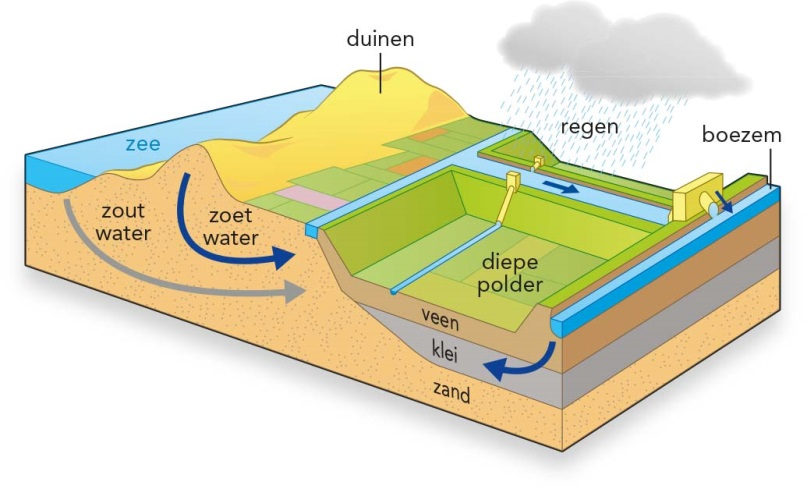 duinen
regen
boezem
zee
zout
water
zoet
water
diepe
polder
veen
klei
zand